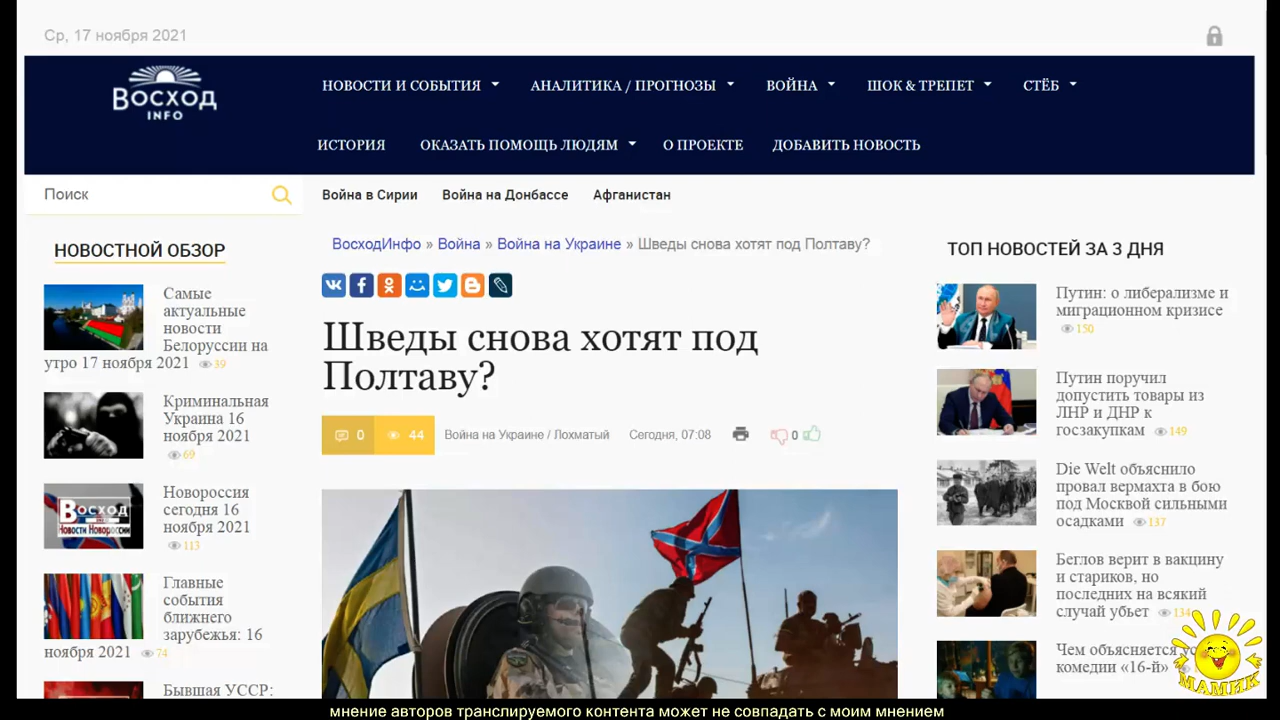 Ср, 17 ноября 2021
ВОСХОД
INFO
НОВОСТИ И СОБЫТИЯ
АНАЛИТИКА / ПРОГНОЗЫ
ВОЙНА
ШОК & ТРЕПЕТ
СТЁБ
ИСТОРИЯ
ОКАЗАТЬ ПОМОЩЬ ЛЮДЯМ
О ПРОЕКТЕ
ДОБАВИТЬ НОВОСТЬ
Поиск
Война в Сирии
Война на Донбассе
Афганистан
НОВОСТНОЙ ОБЗОР
Самые
актуальные
новости
Белоруссии на
утро 17 ноября 2021 39
Криминальная
Украина 16
ноября 2021
69
Восход
Новости Новороссии
Новороссия
сегодня 16
ноября 2021
113
Главные
события
ближнего
зарубежья: 16
ноября 2021 74
Бывшая УССР:
ВосходИнфо » Война » Война на Украине » Шведы снова хотят под Полтаву?
Шведы снова хотят под
Полтаву?
0 44
Война на Украине / Лохматый
Сегодня, 07:08
0
ТОП НОВОСТЕЙ ЗА 3 ДНЯ
Путин: о либерализме и
миграционном кризисе
150
Путин поручил
допустить товары из
ЛНР и ДНР к
госзакупкам 149
Die Welt объяснило
провал вермахта в бою
под Москвой сильными
осадками 137
Беглов верит в вакцину
и стариков, но
последних на всякий
случай убьет 134
Чем объясняется
комедии «16-й»
МАМИК
мнение авторов транслируемого контента может не совпадать с моим мнением